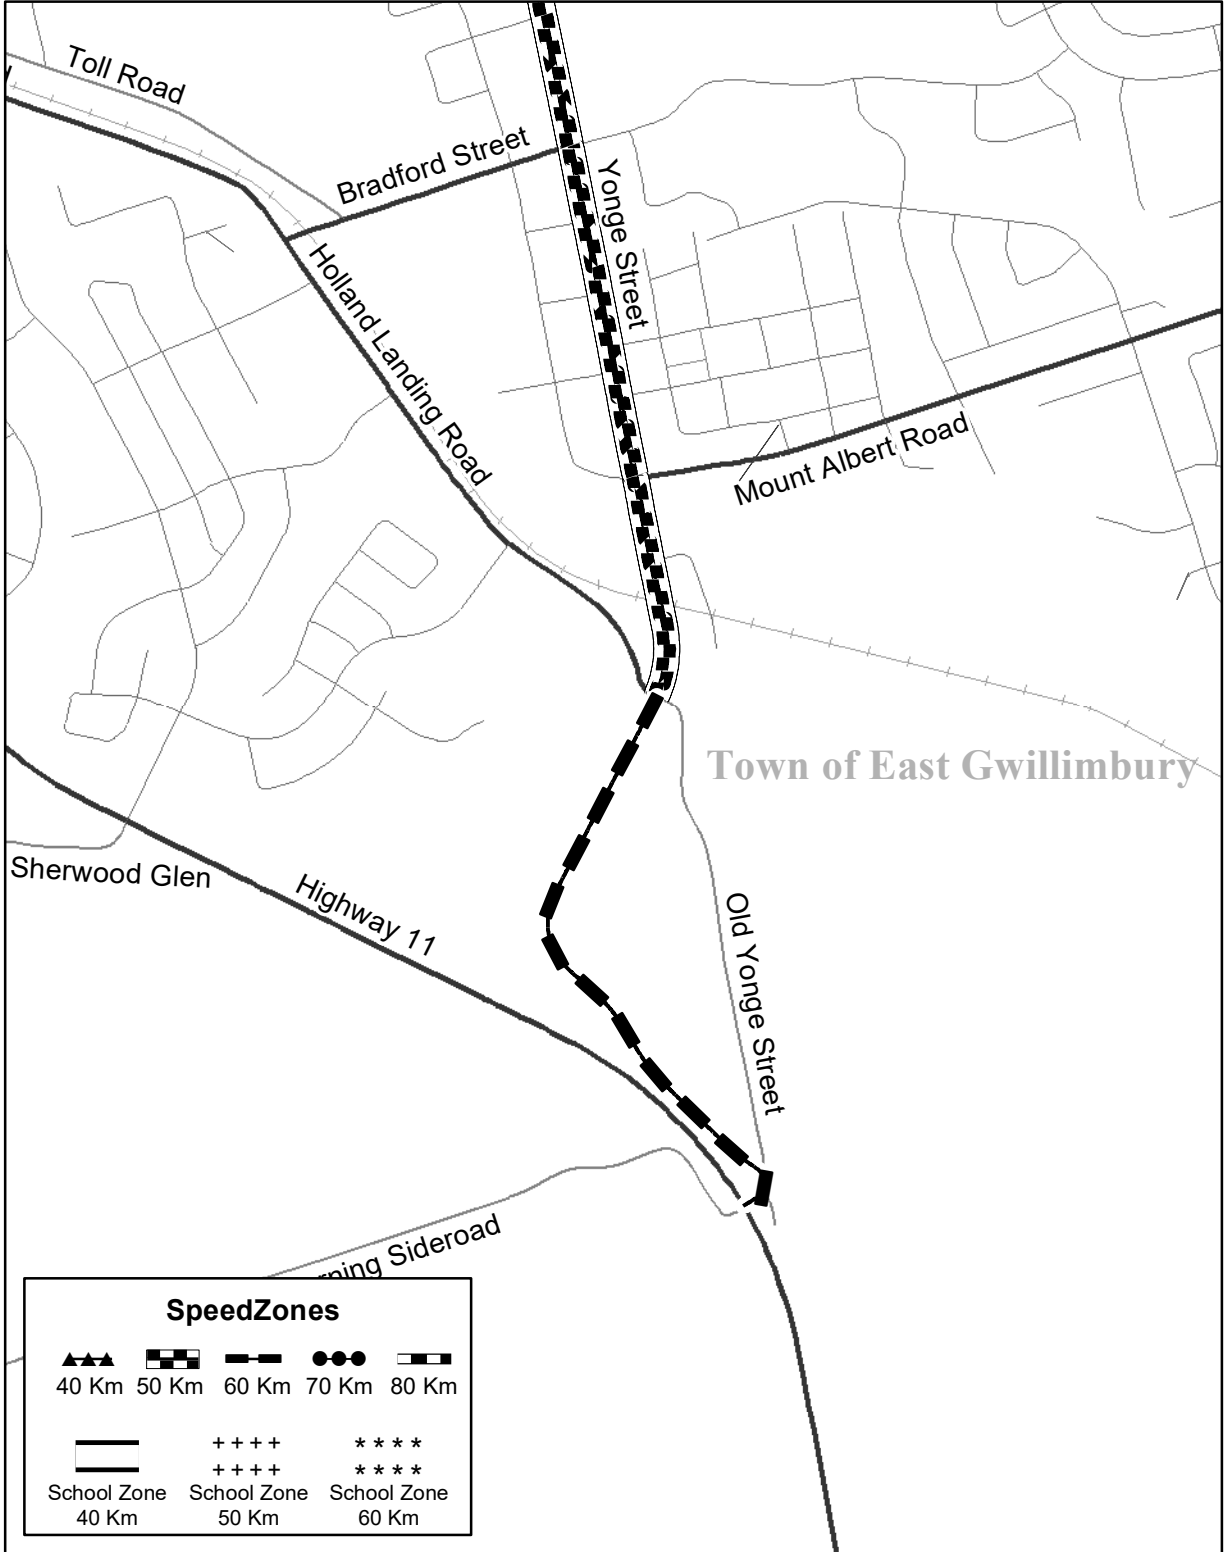 Toll Road
Bradford Street
Yonge Street
Holland Landing Road
Mount Albert Road
Town of East Gwillimbury
Sherwood Glen
Highway 11
Old Yonge Street
Sideroad
SpeedZones
40 Km 50 Km 60 Km 70 Km 80 Km
+ + + + * * * *
+ + + + * * * *
School Zone School Zone School Zone
40 Km 50 Km 60 Km